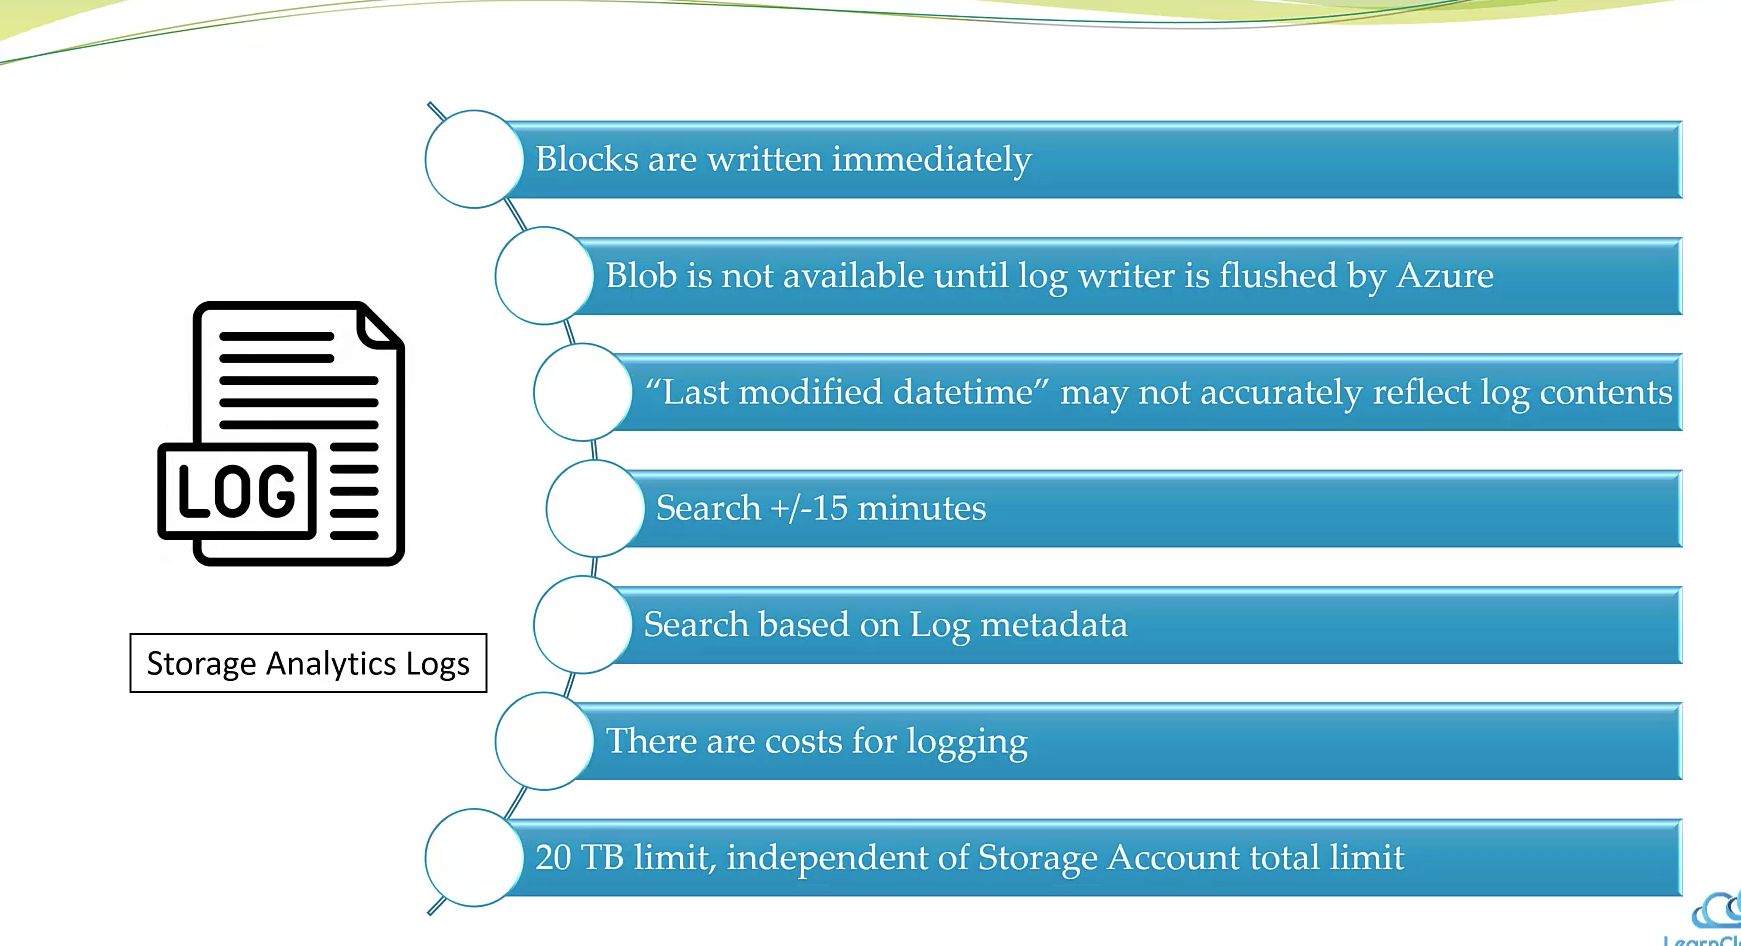 Blocks are written immediately
Blob is not available until log writer is flushed by Azure
“Last modified datetime” may not accurately reflect log contents
Search +/-15 minutes
LOG
Search based on Log metadata
Storage Analytics Logs
There are costs for logging
20 TB limit, independent of Storage Account total limit